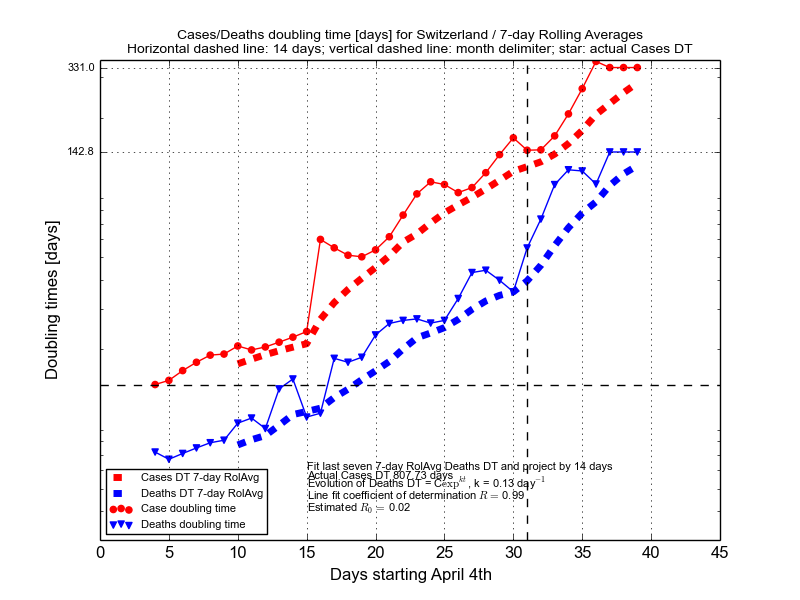 Cases/Deaths doubling time [days] for Switzerland / 7-day Rolling Averages
Horizontal dashed line: 14 days; vertical dashed line: month delimiter; star: actual Cases DT
331.0
142.8
Doubling times [days]
Fit last seven 7-day RolAvg Deaths DT and project by 14 days
Actual Cases DT 807.73 days
Evolution of Deaths DT = Cexp^{kt}, k = 0.13 day^{-1}
Line fit coefficient of determination R = 0.99
Estimated R_0 = 0.02
Cases DT 7-day RolAvg
Deaths DT 7-day RolAvg
Case doubling time
Deaths doubling time
0 5 10 15 20 25 30 35 40 45
Days starting April 4th